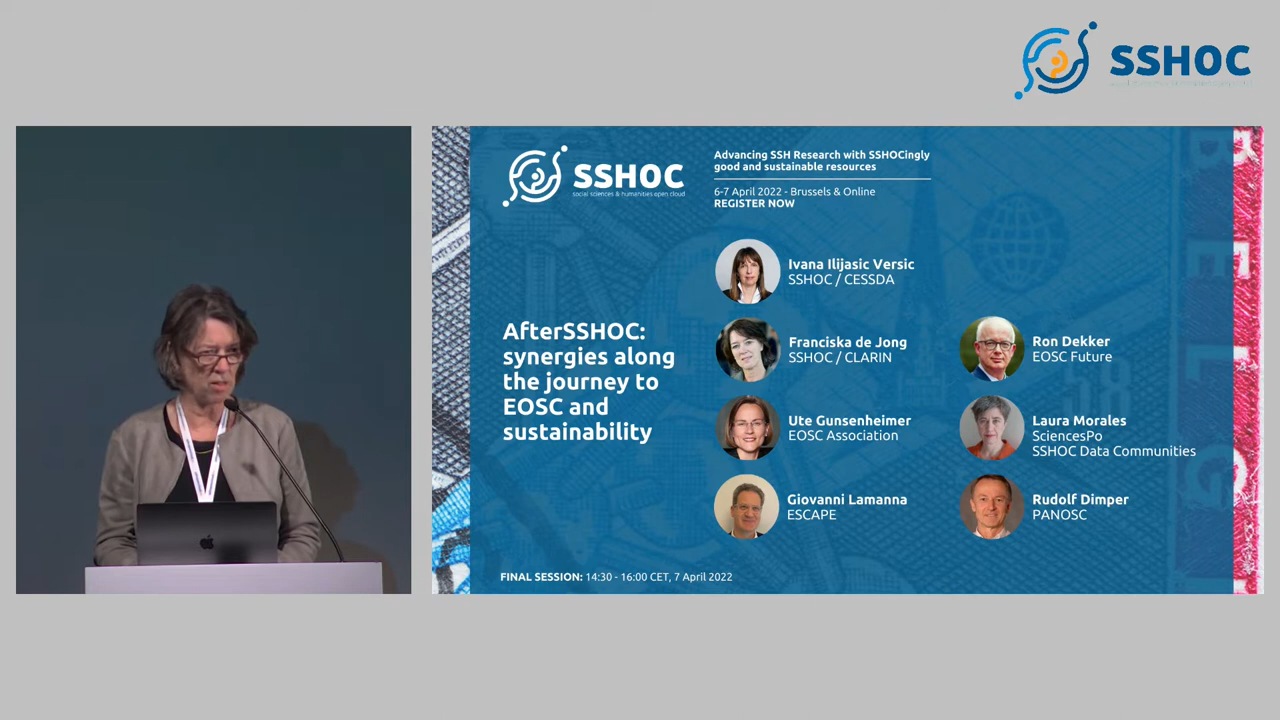 SSHOC
SSHOC
social sciences & humanities open cloud
Advancing SSH Research with SSHOCingly
good and sustainable resources
6-7 April 2022 - Brussels & Online
REGISTER NOW
AfterSSHOC:
synergies along
the journey to
EOSC and
sustainability
Ivana Ilijasic Versic
SSHOC / CESSDA
Franciska de Jong
SSHOC / CLARIN
Ron Dekker
EOSC Future
Ute Gunsenheimer
EOSC Association
Laura Morales
SciencesPo
SSHOC Data Communities
Giovanni Lamanna
ESCAPE
Rudolf Dimper
PANOSC
FINAL SESSION: 14:30 - 16:00 CET, 7 April 2022